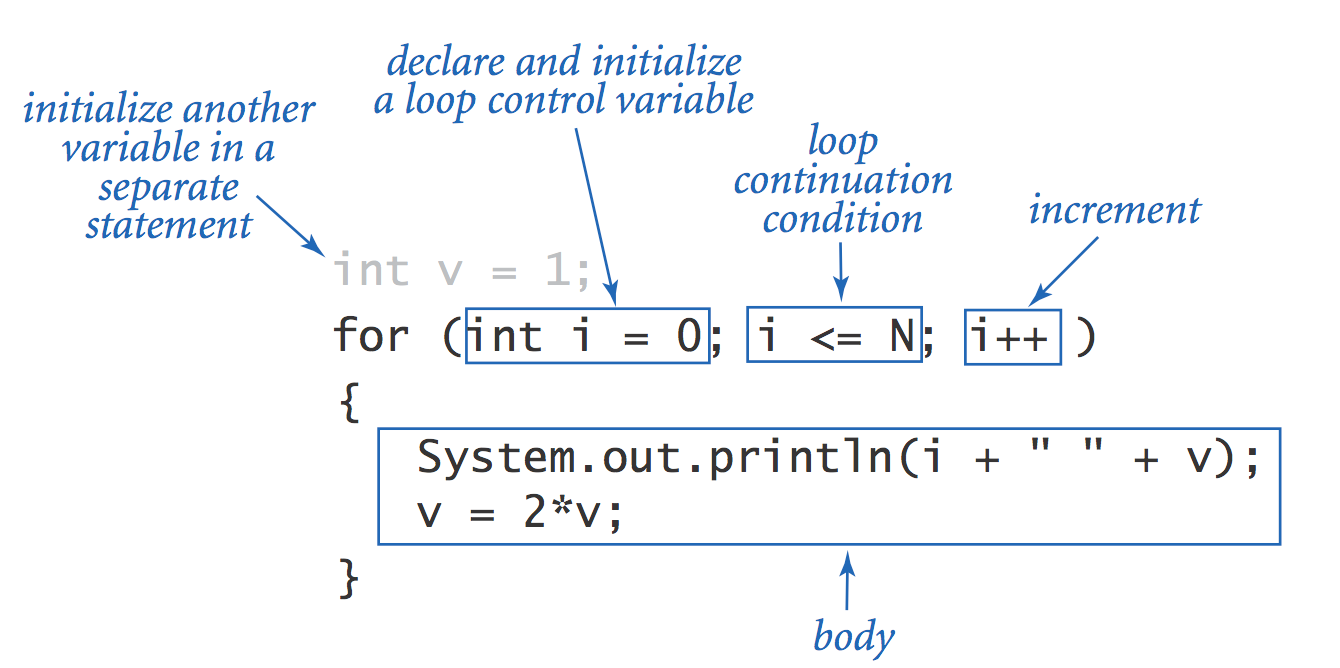 declare and initialize
a loop control variable
initialize another
variable in a
separate
statement
loop
continuation
condition
increment
int v = 1;
for (int i = 0; i <= N; i++ )
{
System.out.println(i + " " + v);
v = 2*v;
}
body